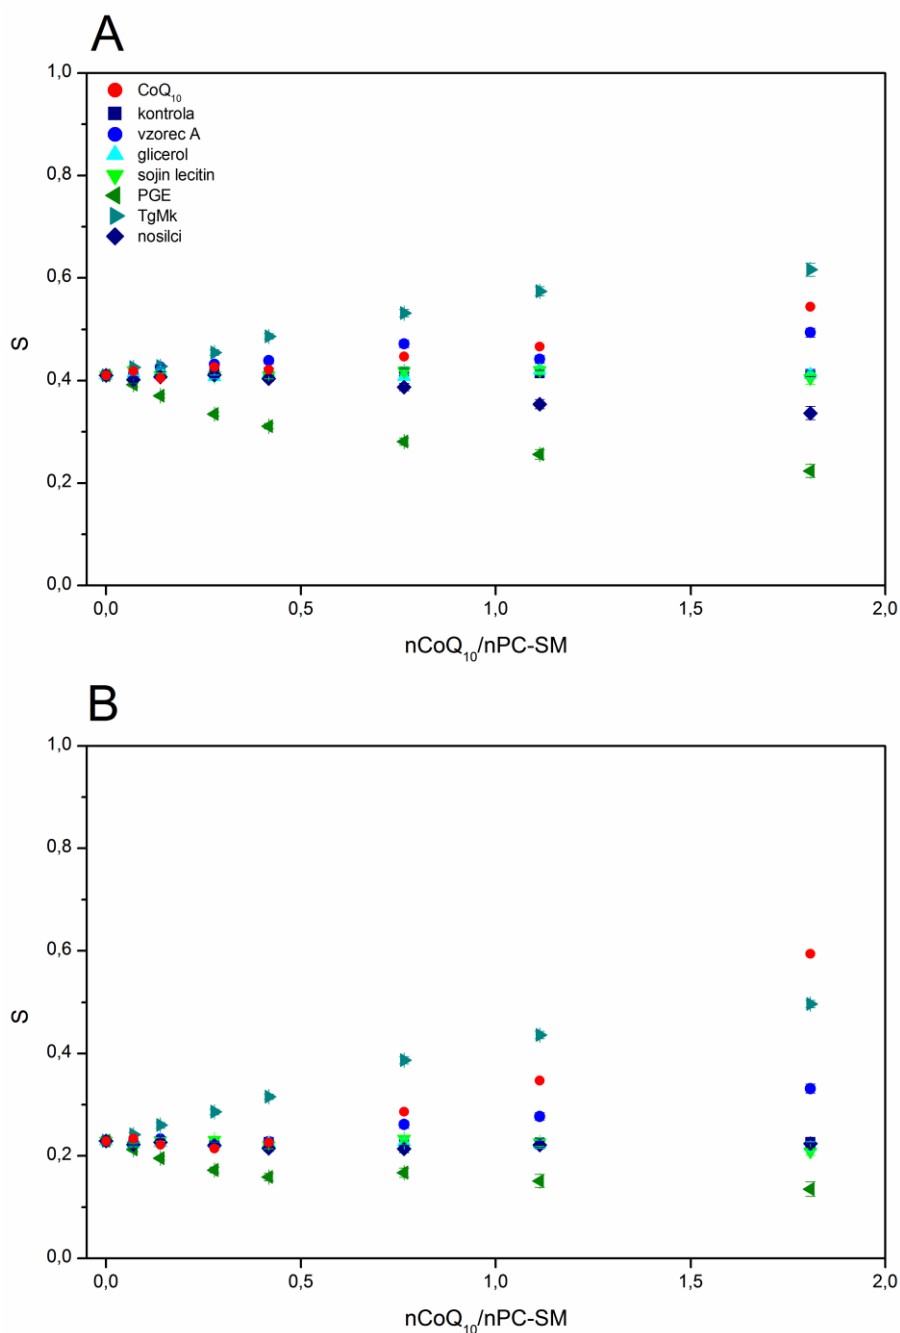 A
1,0
CoQ₁₀
kontrola
vzorec A
glicerol
sojin lecitin
PGE
TgMk
nosilci
0,8
0,6
S
0,4
0,2
0,0
0,0 0,5 1,0 1,5 2,0
nCoQ₁₀/nPC-SM
B
1,0
0,8
0,6
S
0,4
0,2
0,0
0,0 0,5 1,0 1,5 2,0
nCoQ₁₀/nPC-SM